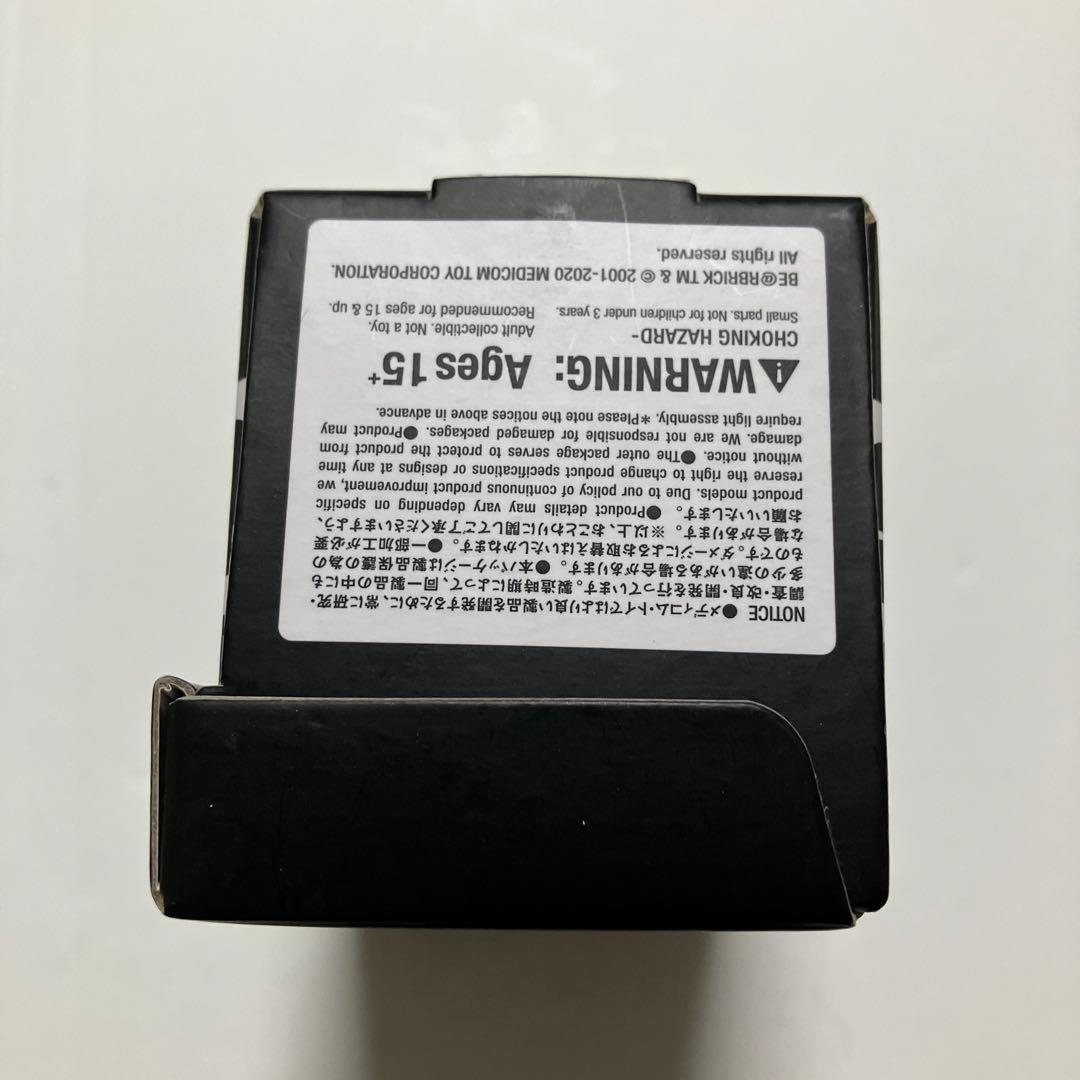 NOTICE ●メディコム・トイではより良い製品を開発するために、常に研究・
調査・改良・開発を行っています。製造時期によって、同一製品の中にも
多少の違いがある場合があります。 ●本パッケージは製品保護の為の
ものです。ダメージによるお取替えはいたしかねます。 ●一部加工が必要
な場合があります。 ※以上、おことわりに関してご了承くださいますよう、
お願いいたします。 ●Product details may vary depending on specific
product models. Due to our policy of continuous product improvement, we
reserve the right to change product specifications or designs at any time
without notice. ●The outer package serves to protect the product from
damage. We are not responsible for damaged packages. ●Product may
require light assembly. *Please note the notices above in advance.
WARNING: Ages 15+
CHOKING HAZARD-
Small parts. Not for children under 3 years.
Adult collectible. Not a toy.
Recommended for ages 15 & up.
BE@RBRICK TM & © 2001-2020 MEDICOM TOY CORPORATION.
All rights reserved.